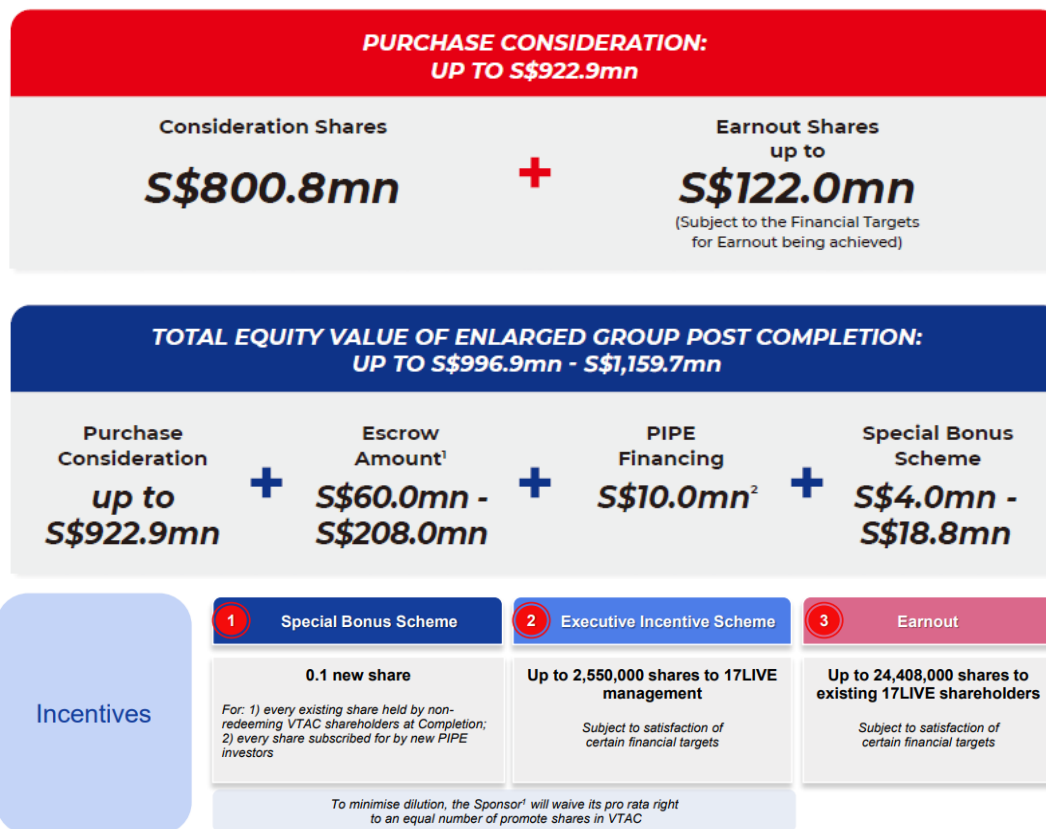 PURCHASE CONSIDERATION:
UP TO S$922.9mn
Consideration Shares
S$800.8mn
+
Earnout Shares
up to
S$122.0mn
(Subject to the Financial Targets
for Earnout being achieved)
TOTAL EQUITY VALUE OF ENLARGED GROUP POST COMPLETION:
UP TO S$996.9mn - S$1,159.7mn
Purchase
Consideration
up to
S$922.9mn
+
Escrow
Amount¹
S$60.0mn -
S$208.0mn
+
PIPE
Financing
S$10.0mn²
+
Special Bonus
Scheme
S$4.0mn -
S$18.8mn
Incentives
1 Special Bonus Scheme
0.1 new share
For: 1) every existing share held by non-
redeeming VTAC shareholders at Completion;
2) every share subscribed for by new PIPE
investors
2 Executive Incentive Scheme
Up to 2,550,000 shares to 17LIVE
management
Subject to satisfaction of
certain financial targets
3 Earnout
Up to 24,408,000 shares to
existing 17LIVE shareholders
Subject to satisfaction of
certain financial targets
To minimise dilution, the Sponsor¹ will waive its pro rata right
to an equal number of promote shares in VTAC